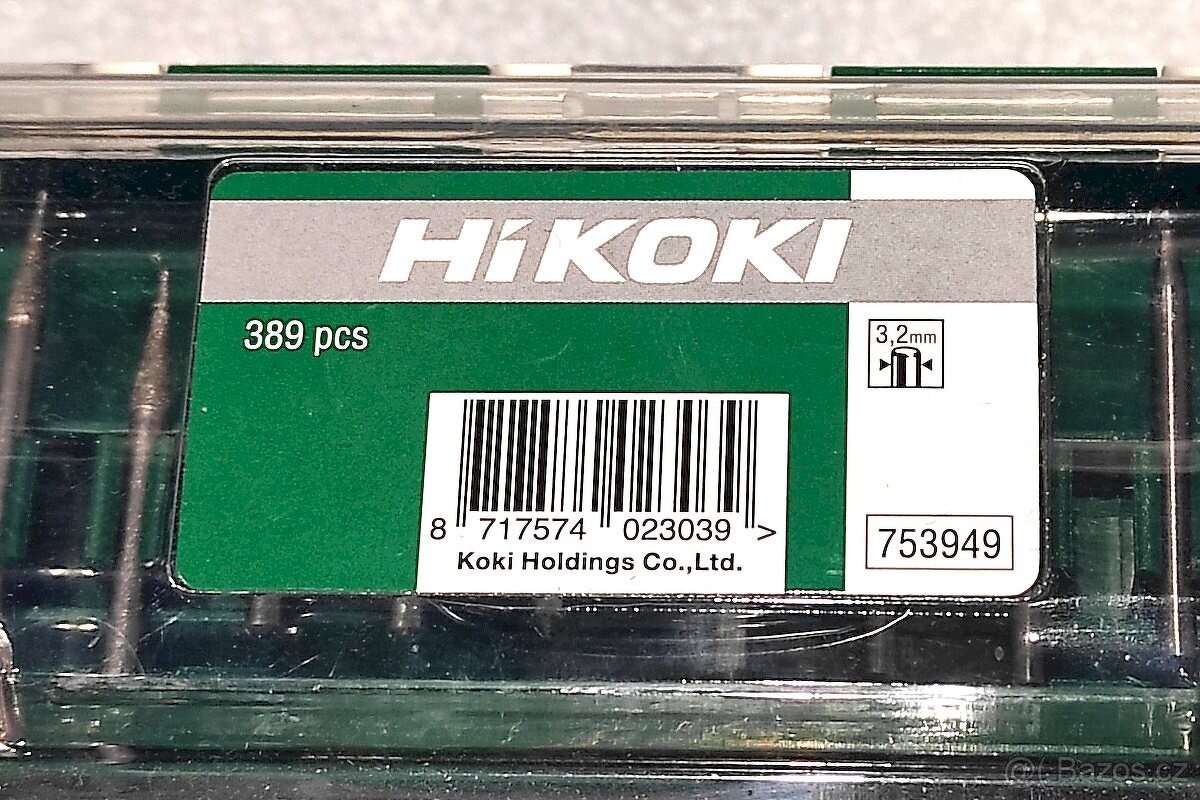 HiKOKI
389 pcs
3,2mm
8 717574 023039 >
Koki Holdings Co.,Ltd.
753949
@( Bazos.cz